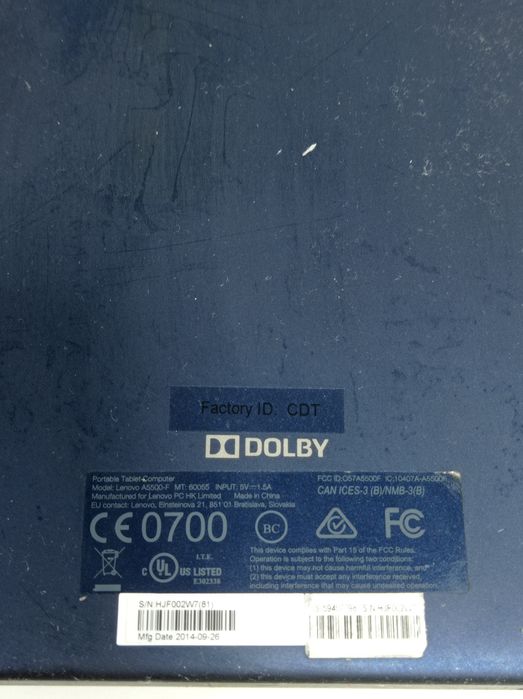 Factory ID: CDT
DOLBY
Portable Tablet Computer
Model: Lenovo A5500-F MT: 60055 INPUT: 5V⎓1.5A
Manufactured for Lenovo PC HK Limited Made in China
EU contact: Lenovo, Einsteinova 21, 851 01 Bratislava, Slovakia
FCC ID:O57A5500F IC:10407A-A5500F
CAN ICES-3 (B)/NMB-3(B)
CE 0700
BC
FC
c UL US LISTED
I.T.E.
E302338
This device complies with Part 15 of the FCC Rules.
Operation is subject to the following two conditions:
(1) this device may not cause harmful interference, and
(2) this device must accept any interference received,
including interference that may cause undesired operation.
S/N:HJF002W7(81)
Mfg Date 2014-09-26